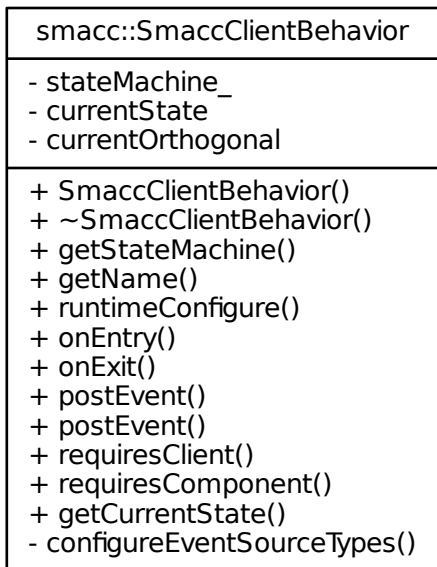 smacc::SmaccClientBehavior
- stateMachine_
- currentState
- currentOrthogonal
+ SmaccClientBehavior()
+ ~SmaccClientBehavior()
+ getStateMachine()
+ getName()
+ runtimeConfigure()
+ onEntry()
+ onExit()
+ postEvent()
+ postEvent()
+ requiresClient()
+ requiresComponent()
+ getCurrentState()
- configureEventSourceTypes()